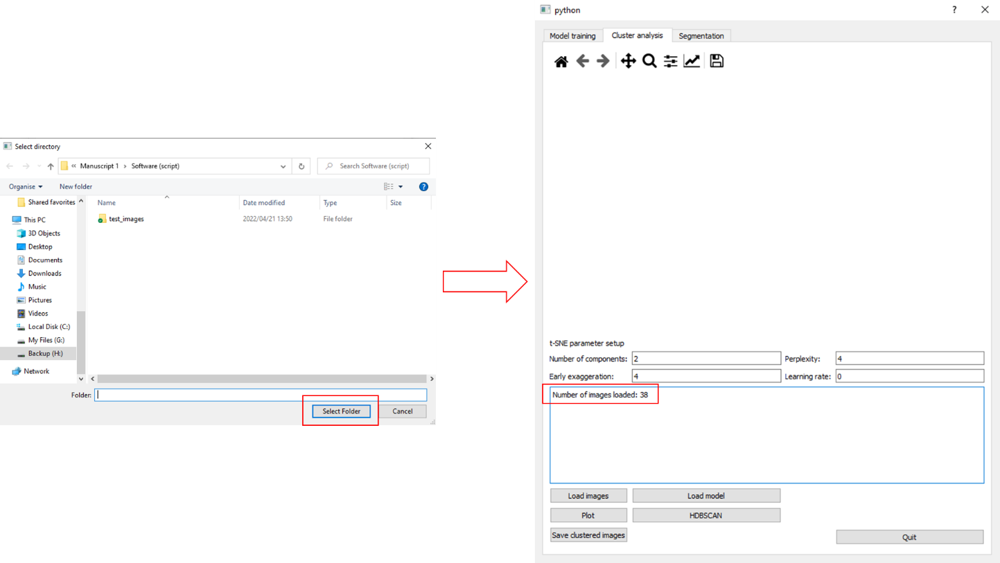 Select directory
« Manuscript 1 › Software (script)
Search Software (script)
Organise
New folder
?
Shared favorites
This PC
3D Objects
Desktop
Documents
Downloads
Music
Pictures
Videos
Local Disk (C:)
My Files (G:)
Backup (H:)
Network
Name
Date modified
Type
Size
test_images
2022/04/21 13:50
File folder
Folder:
Select Folder
Cancel
python
?
Model training
Cluster analysis
Segmentation
t-SNE parameter setup
Number of components: 2
Perplexity: 4
Early exaggeration: 4
Learning rate: 0
Number of images loaded: 38
Load images
Load model
Plot
HDBSCAN
Save clustered images
Quit